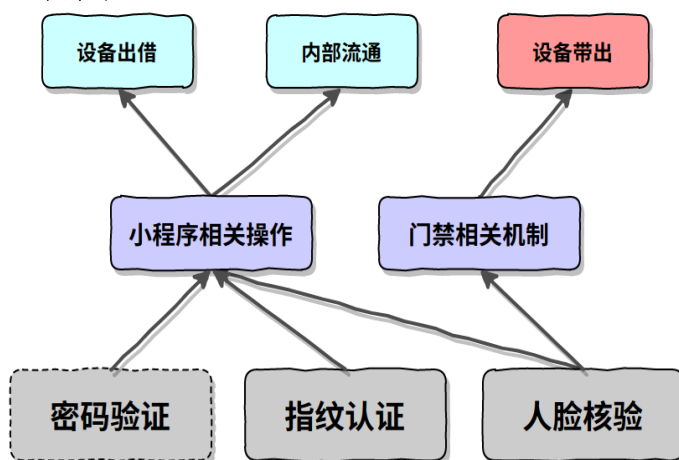 设备出借
内部流通
设备带出
小程序相关操作
门禁相关机制
密码验证
指纹认证
人脸核验